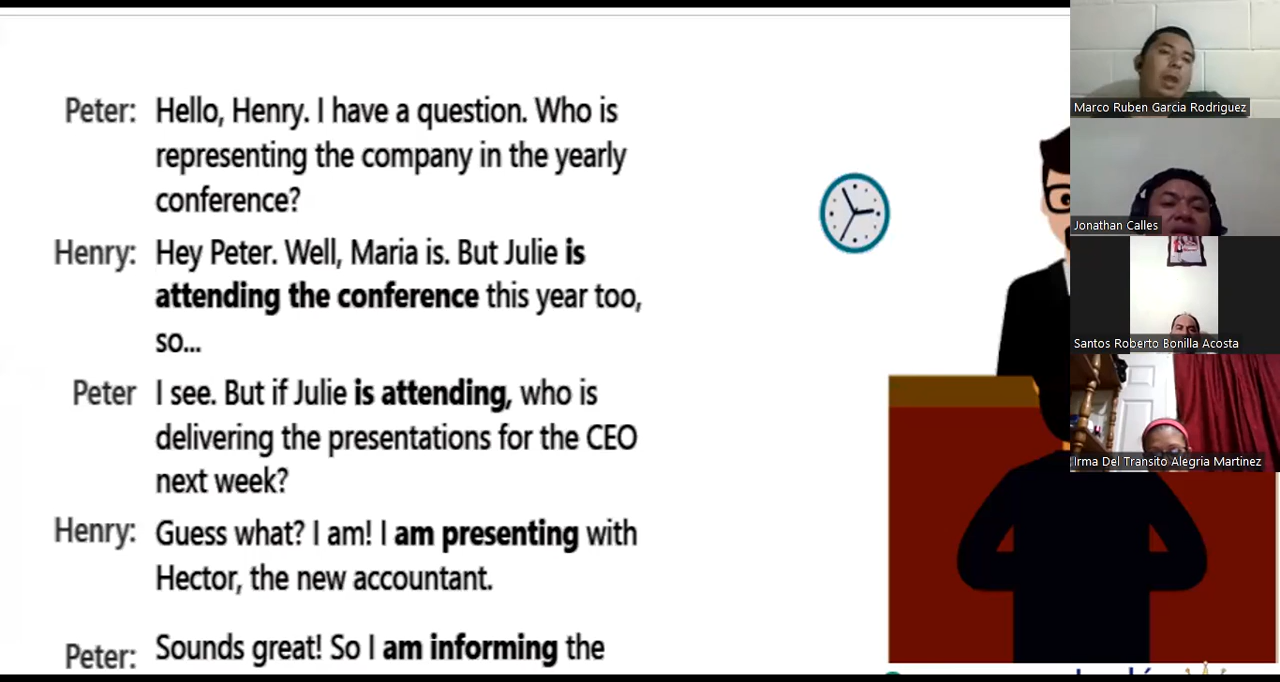 Peter: Hello, Henry. I have a question. Who is
representing the company in the yearly
conference?
Henry: Hey Peter. Well, Maria is. But Julie is
attending the conference this year too,
so...
Peter I see. But if Julie is attending, who is
delivering the presentations for the CEO
next week?
Henry: Guess what? I am! I am presenting with
Hector, the new accountant.
Peter: Sounds great! So I am informing the
Marco Ruben Garcia Rodriguez
Jonathan Calles
Santos Roberto Bonilla Acosta
Irma Del Transito Alegria Martinez